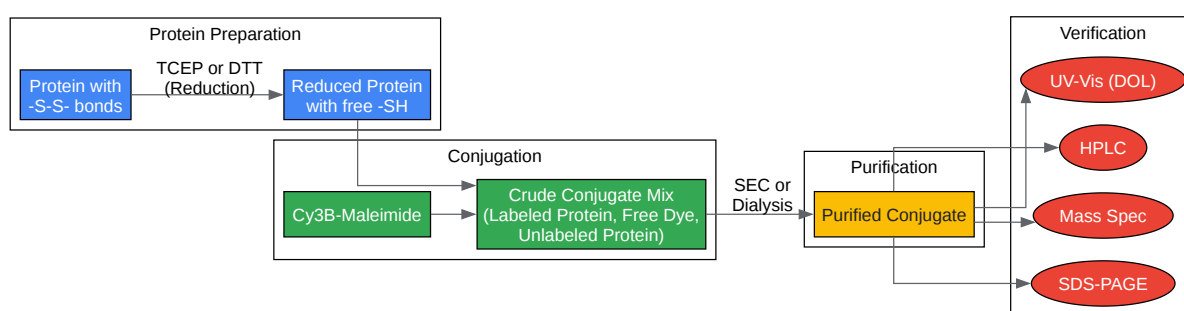 Protein Preparation
Protein with
-S-S- bonds
TCEP or DTT
(Reduction)
Reduced Protein
with free -SH
Conjugation
Cy3B-Maleimide
Crude Conjugate Mix
(Labeled Protein, Free Dye,
Unlabeled Protein)
SEC or
Dialysis
Purification
Purified Conjugate
Verification
UV-Vis (DOL)
HPLC
Mass Spec
SDS-PAGE